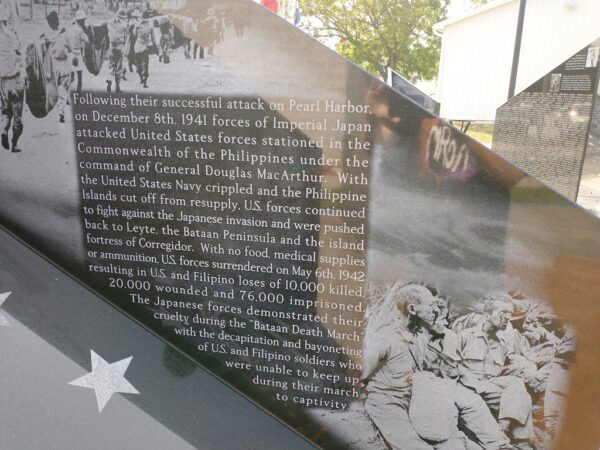 Following their successful attack on Pearl Harbor,
on December 8th, 1941 forces of Imperial Japan
attacked United States forces stationed in the
Commonwealth of the Philippines under the
command of General Douglas MacArthur. With
the United States Navy crippled and the Philippine
Islands cut off from resupply, U.S. forces continued
to fight against the Japanese invasion and were pushed
back to Leyte, the Bataan Peninsula and the island
fortress of Corregidor. With no food, medical supplies
or ammunition, U.S. forces surrendered on May 6th, 1942
resulting in U.S. and Filipino loses of 10,000 killed,
20,000 wounded and 76,000 imprisoned.
The Japanese forces demonstrated their
cruelty during the "Bataan Death March"
with the decapitation and bayoneting
of U.S. and Filipino soldiers who
were unable to keep up
during their march
to captivity.